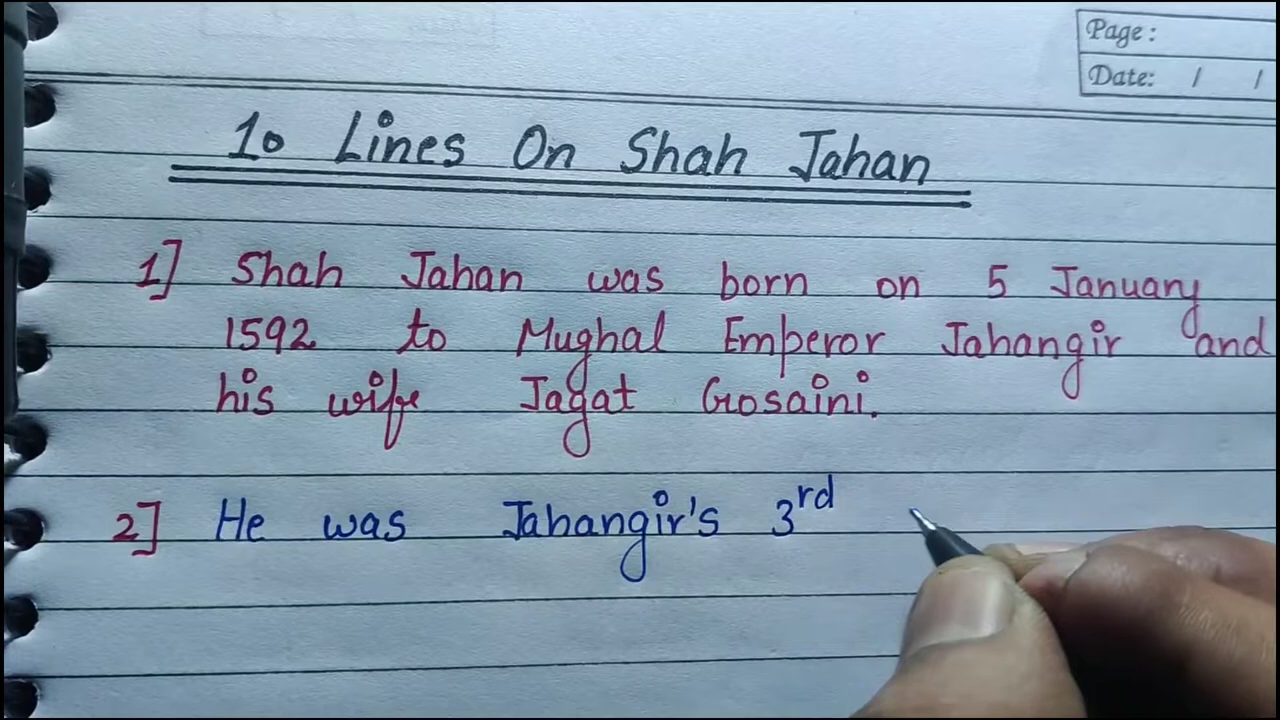 Page:
Date: / /
10 Lines On Shah Jahan
1] Shah Jahan was born on 5 January
1592 to Mughal Emperor Jahangir and
his wife Jagat Gosaini.
2] He was Jahangir's 3rd